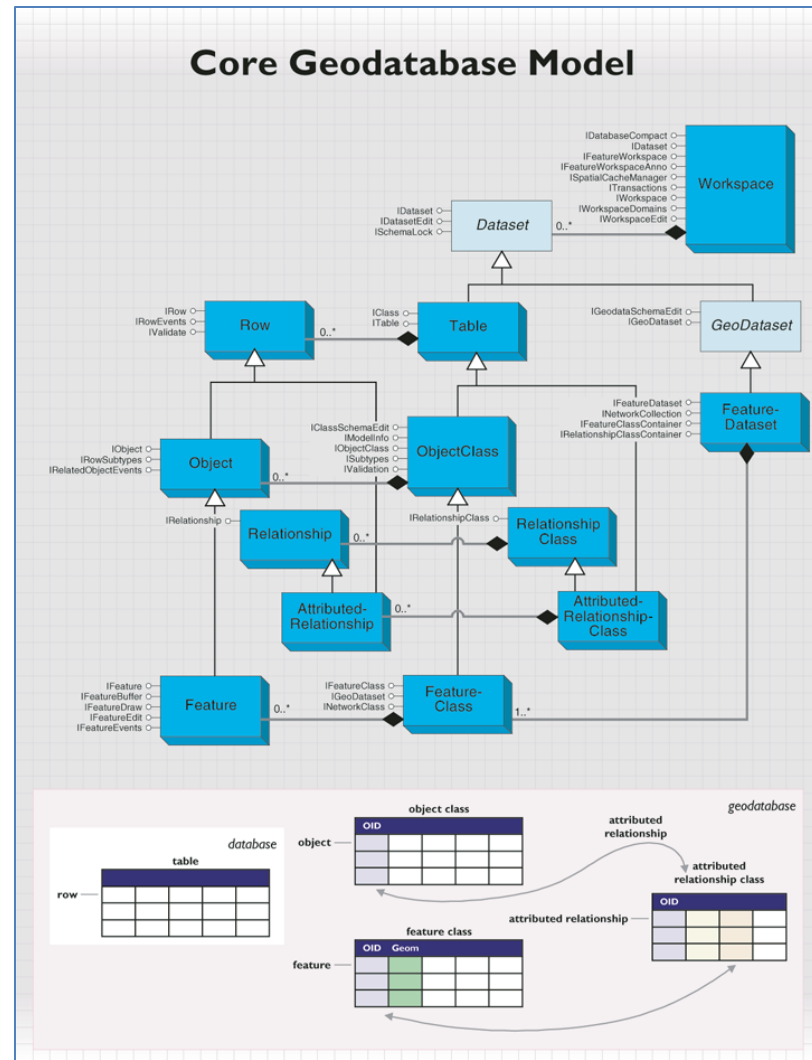 Core Geodatabase Model
IDatabaseCompact
IDataset
IFeatureWorkspace
IFeatureWorkspaceAnno
ISpatialCacheManager
ITransactions
IWorkspace
IWorkspaceDomains
IWorkspaceEdit
Workspace
IDataset
IDatasetEdit
ISchemaLock
Dataset
0..*
IRow
IRowEvents
IValidate
Row
0..*
IClass
ITable
Table
IGeodataSchemaEdit
IGeoDataset
GeoDataset
IFeatureDataset
INetworkCollection
IFeatureClassContainer
IRelationshipClassContainer
Feature-
Dataset
IObject
IRowSubtypes
IRelatedObjectEvents
Object
0..*
IClassSchemaEdit
IModelInfo
IObjectClass
ISubtypes
IValidation
ObjectClass
IRelationship
Relationship
0..*
IRelationshipClass
Relationship
Class
Attributed-
Relationship
0..*
Attributed-
Relationship-
Class
IFeature
IFeatureBuffer
IFeatureDraw
IFeatureEdit
IFeatureEvents
Feature
0..*
IFeatureClass
IGeoDataset
INetworkClass
Feature-
Class
1..*
database
table
row
geodatabase
object class
OID
object
attributed
relationship
attributed
relationship class
OID
attributed relationship
feature class
OID Geom
feature